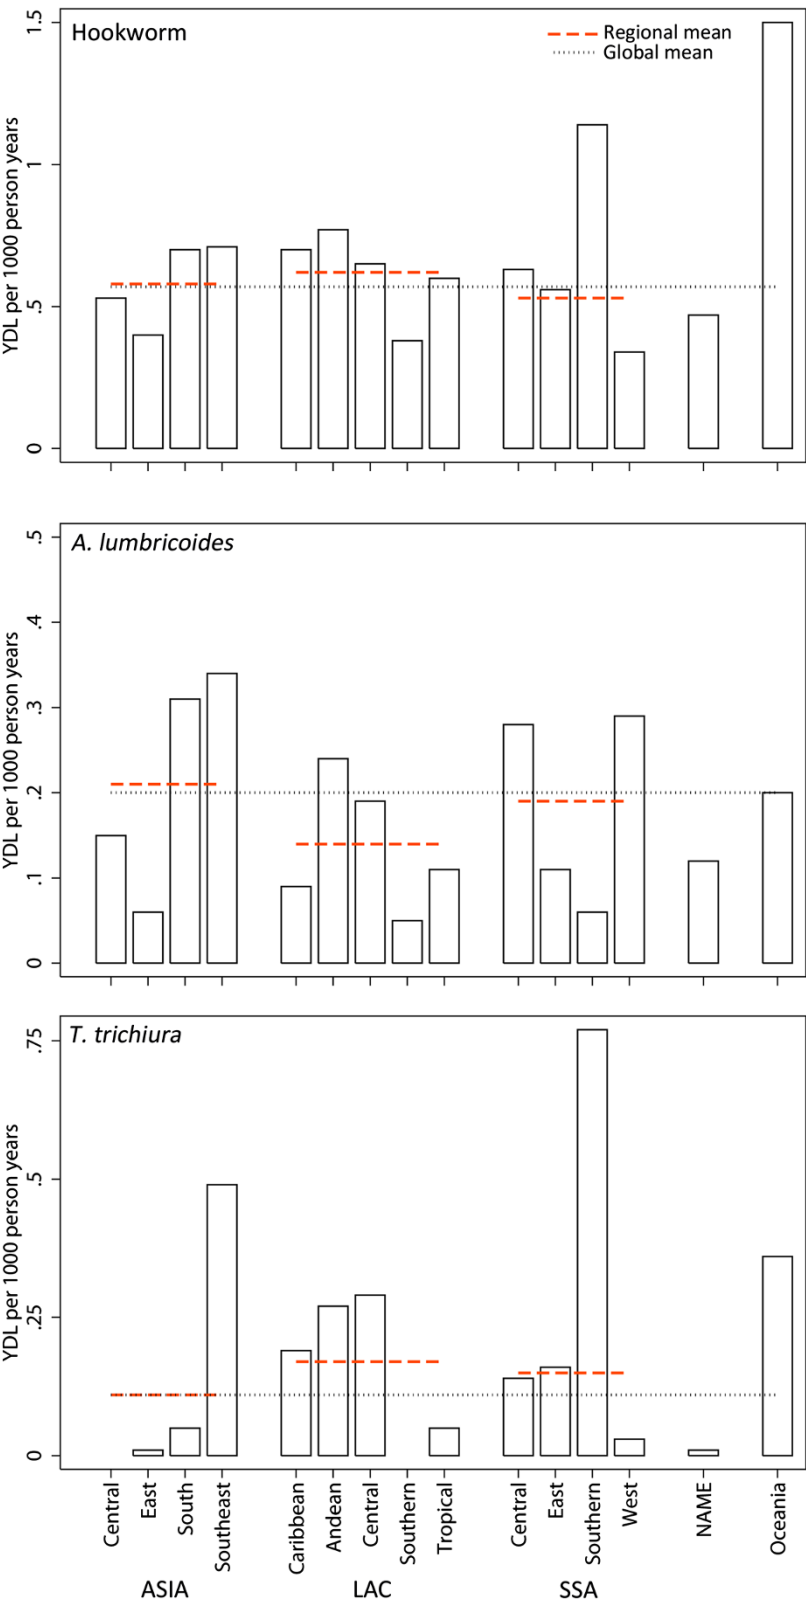 Hookworm
Regional mean
Global mean
YDL per 1000 person years
1.5
1
.5
0
A. lumbricoides
YDL per 1000 person years
.5
.4
.3
.2
.1
0
T. trichiura
YDL per 1000 person years
.75
.5
.25
0
Central
East
South
Southeast
Caribbean
Andean
Central
Southern
Tropical
Central
East
Southern
West
NAME
Oceania
ASIA
LAC
SSA